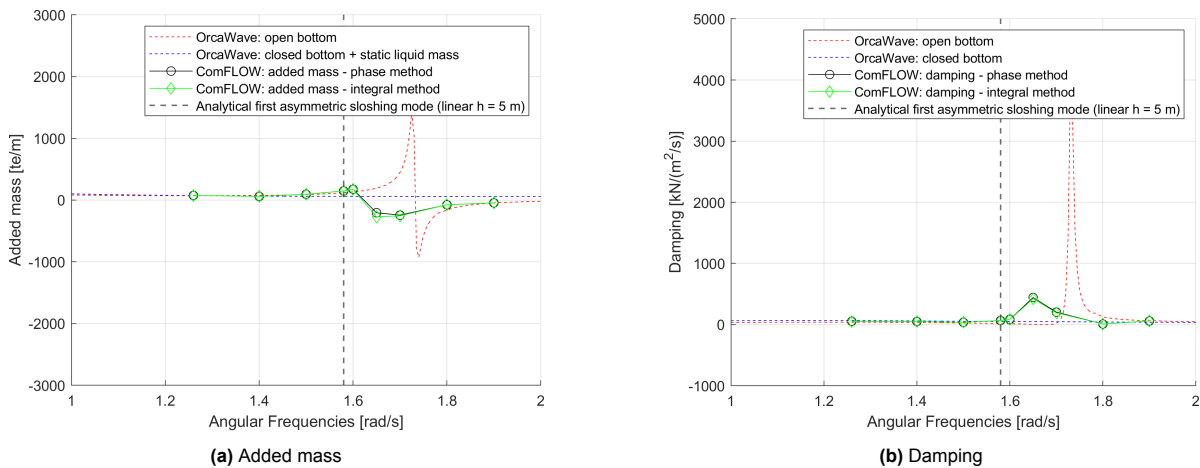 3000
2000
1000
0
-1000
-2000
-3000
Added mass [te/m]
OrcaWave: open bottom
OrcaWave: closed bottom + static liquid mass
ComFLOW: added mass - phase method
ComFLOW: added mass - integral method
Analytical first asymmetric sloshing mode (linear h = 5 m)
1 1.2 1.4 1.6 1.8 2
Angular Frequencies [rad/s]
(a) Added mass
5000
4000
3000
2000
1000
0
-1000
Damping [kN/(m²/s)]
OrcaWave: open bottom
OrcaWave: closed bottom
ComFLOW: damping - phase method
ComFLOW: damping - integral method
Analytical first asymmetric sloshing mode (linear h = 5 m)
1 1.2 1.4 1.6 1.8 2
Angular Frequencies [rad/s]
(b) Damping